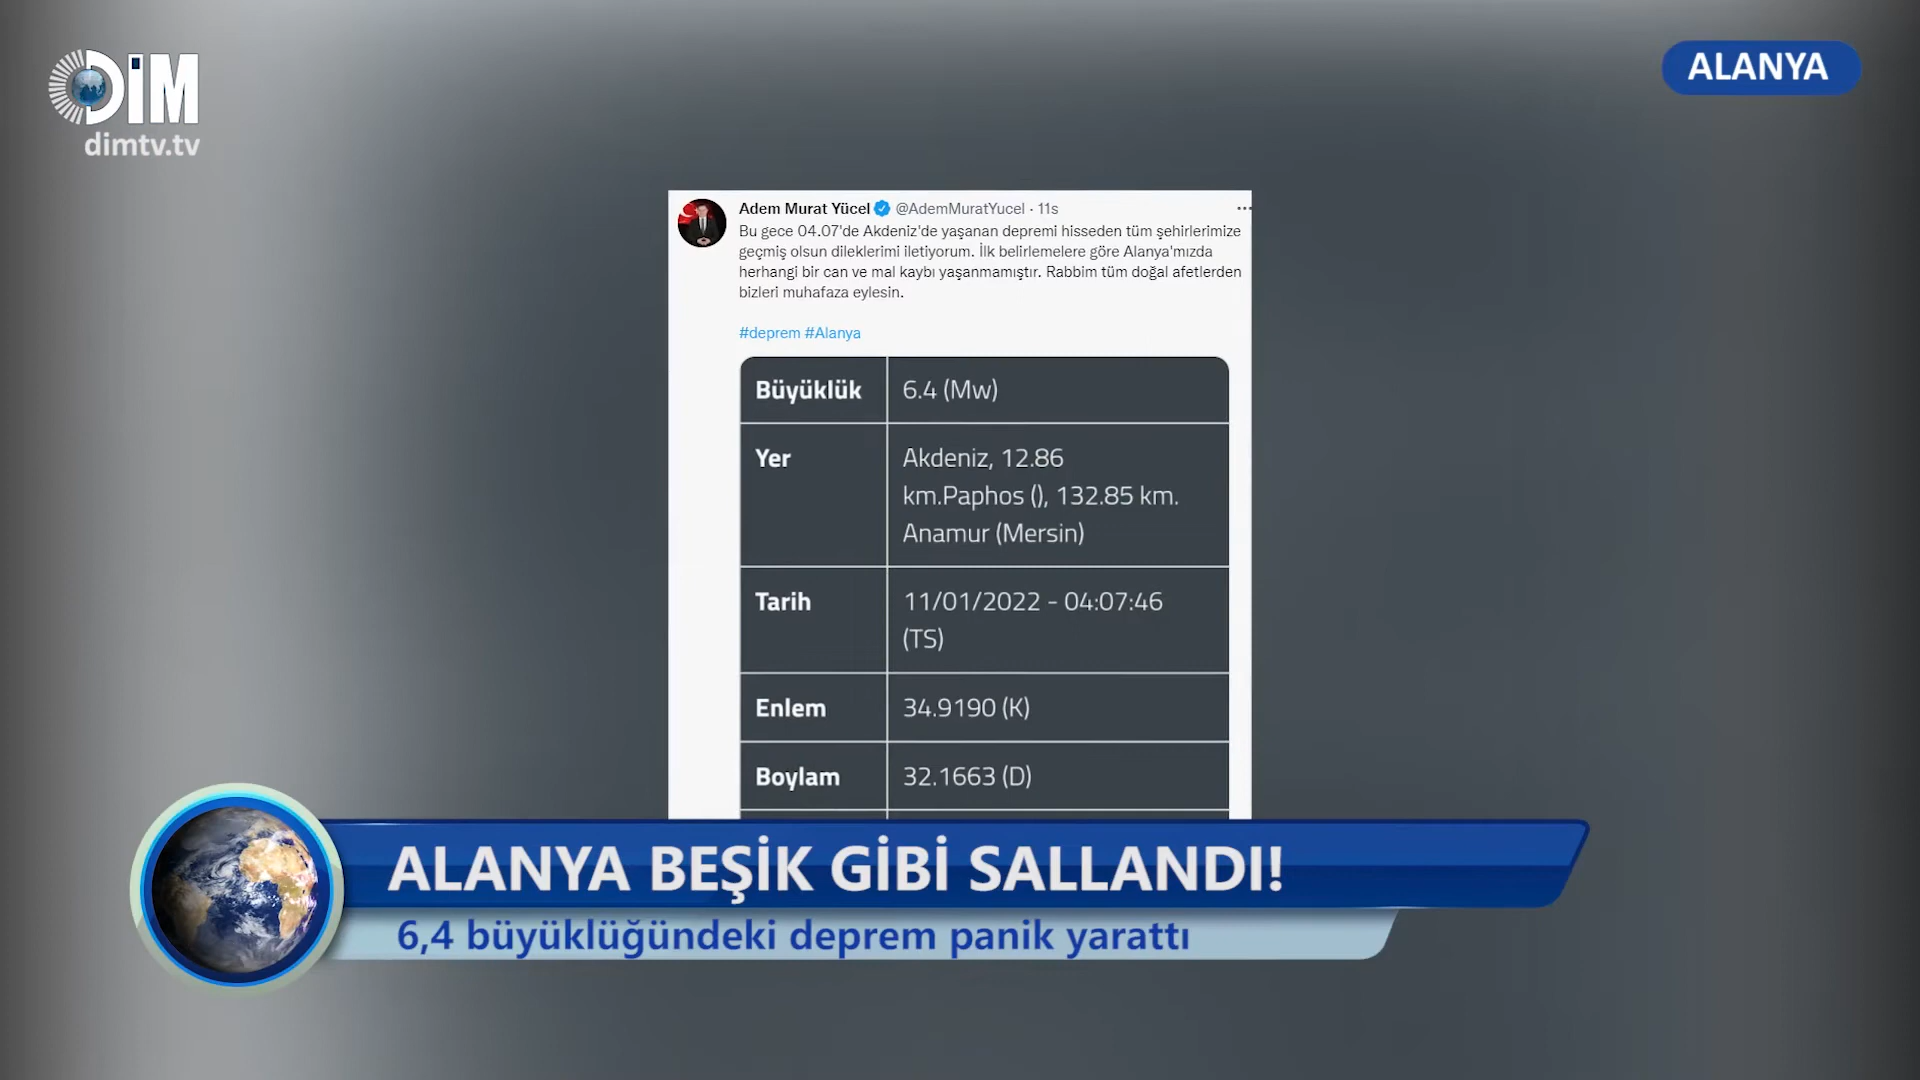 DİM
dimtv.tv
ALANYA
Adem Murat Yücel @AdemMuratYucel · 11s
Bu gece 04.07'de Akdeniz'de yaşanan depremi hisseden tüm şehirlerimize
geçmiş olsun dileklerimi iletiyorum. İlk belirlemelere göre Alanya'mızda
herhangi bir can ve mal kaybı yaşanmamıştır. Rabbim tüm doğal afetlerden
bizleri muhafaza eylesin.
#deprem #Alanya
Büyüklük 6.4 (Mw)
Yer Akdeniz, 12.86
km.Paphos (), 132.85 km.
Anamur (Mersin)
Tarih 11/01/2022 - 04:07:46
(TS)
Enlem 34.9190 (K)
Boylam 32.1663 (D)
ALANYA BEŞİK GİBİ SALLANDI!
6,4 büyüklüğündeki deprem panik yarattı